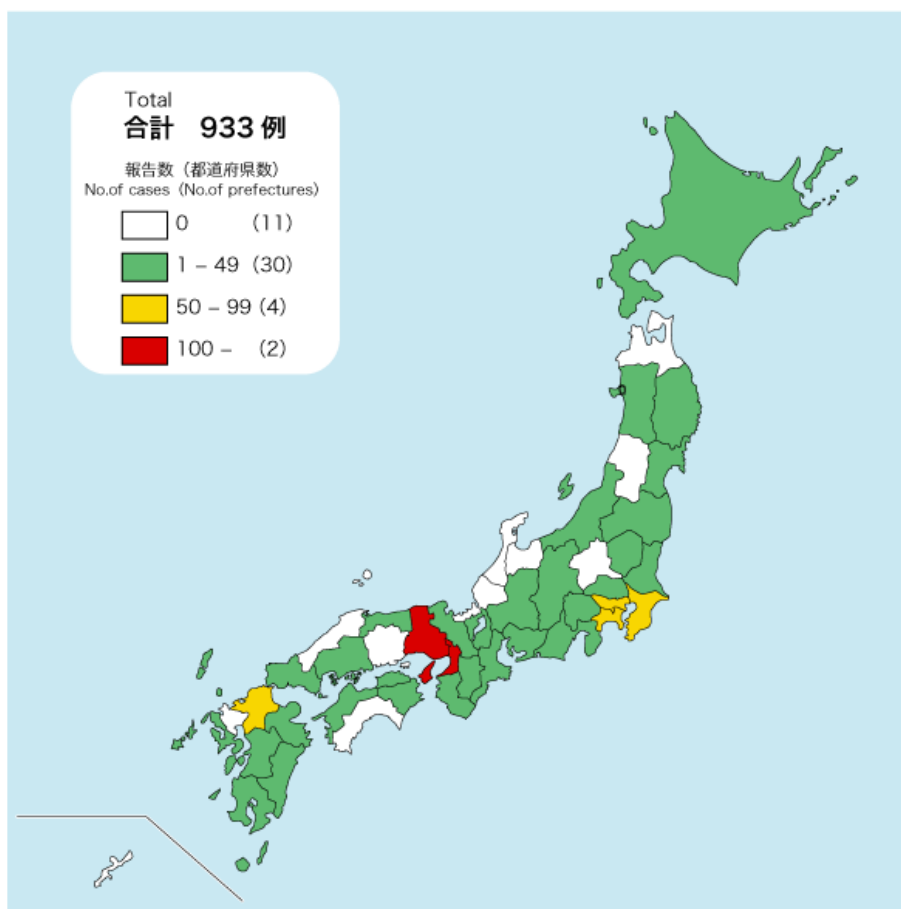 Total
合計 933 例
報告数（都道府県数）
No.of cases (No.of prefectures)
0 （11）
1 – 49（30）
50 – 99（4）
100 – （2）